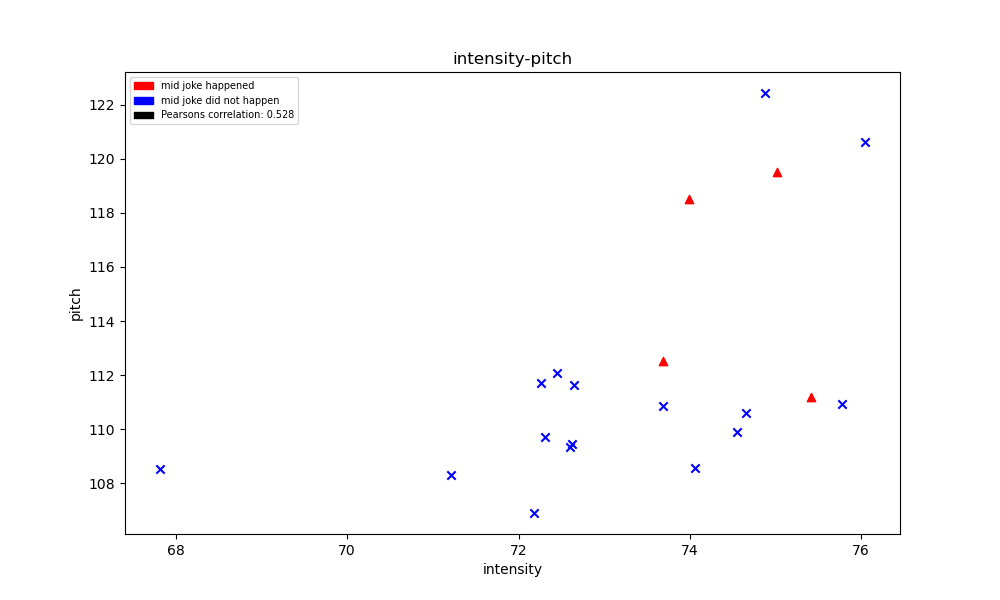 intensity-pitch
mid joke happened
mid joke did not happen
Pearsons correlation: 0.528
122
120
118
116
114
112
110
108
pitch
68 70 72 74 76
intensity